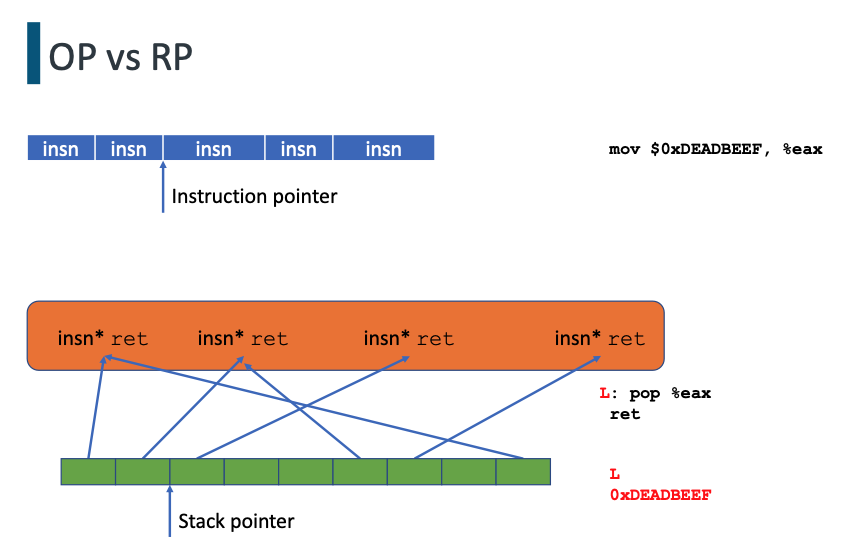 OP vs RP
insn insn insn insn insn
mov $0xDEADBEEF, %eax
Instruction pointer
insn* ret insn* ret insn* ret insn* ret
L: pop %eax
ret
L
0xDEADBEEF
Stack pointer